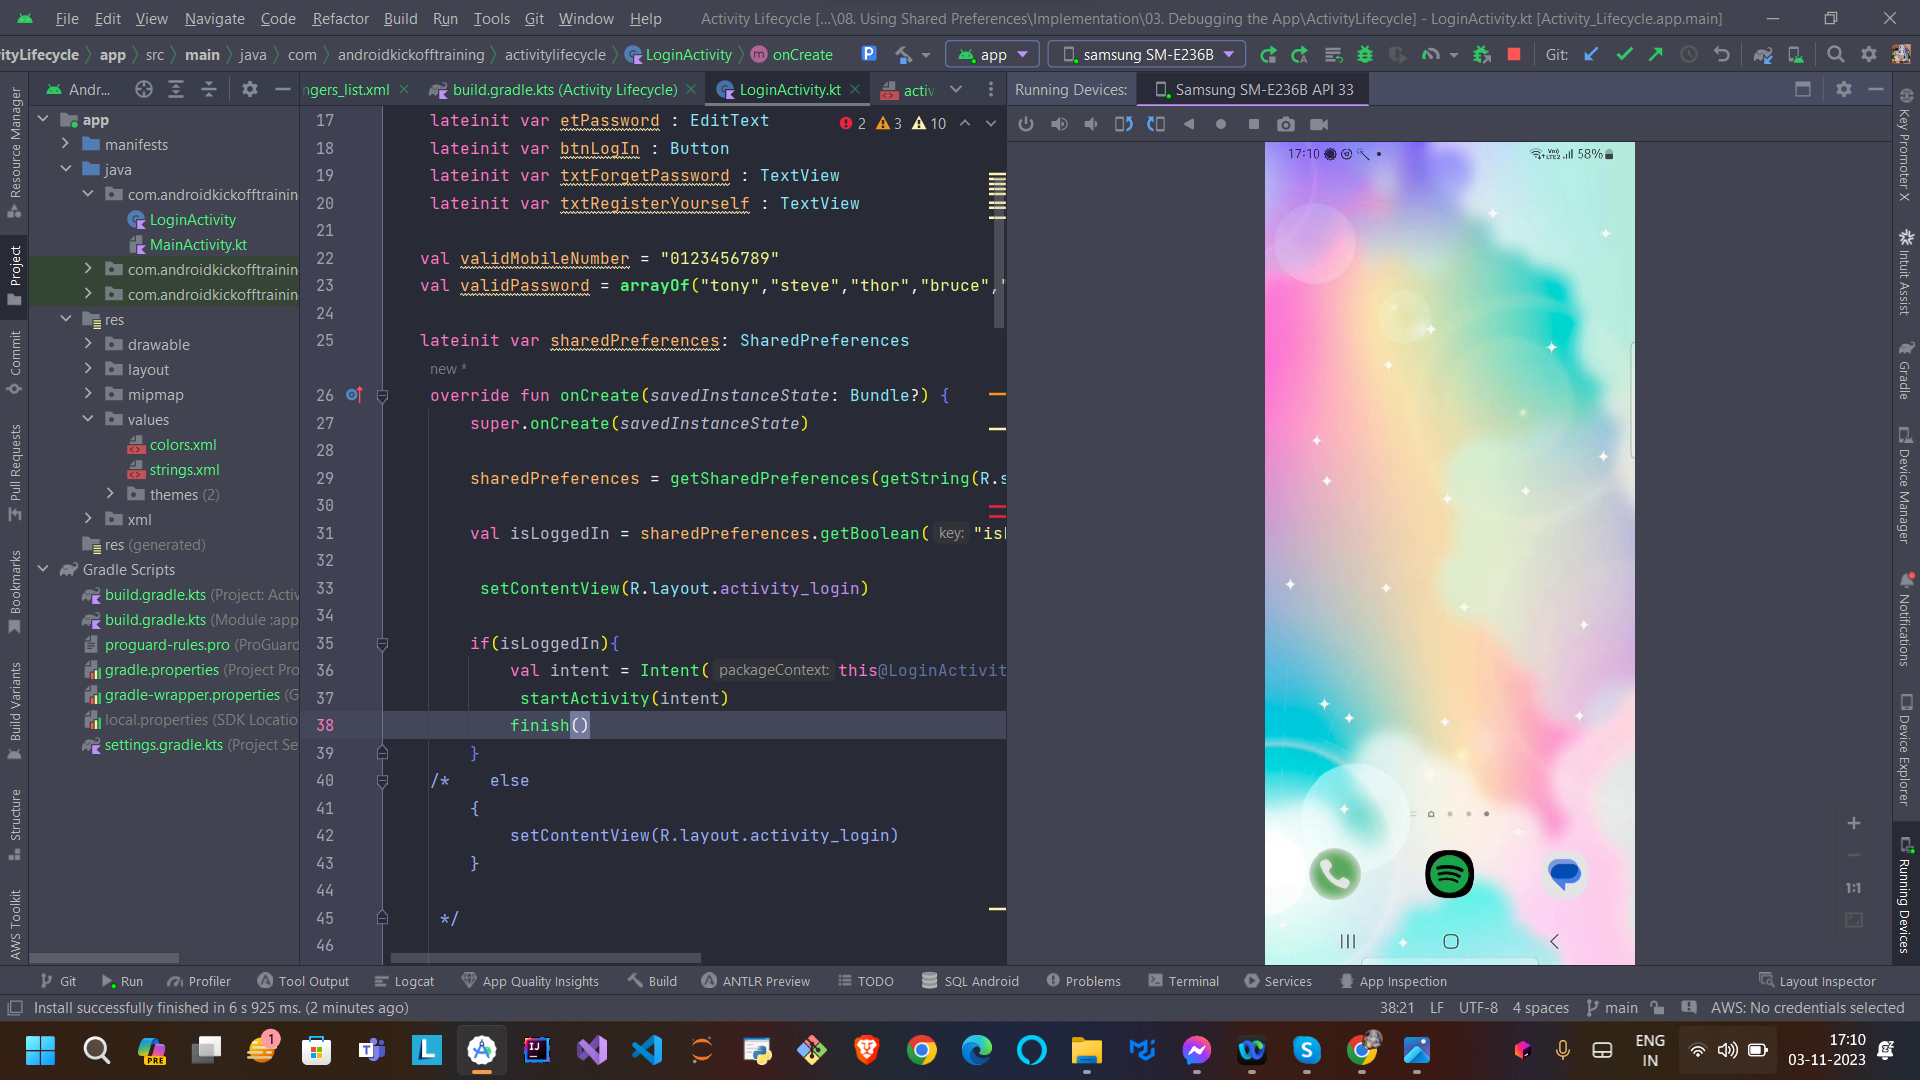 File Edit View Navigate Code Refactor Build Run Tools Git Window Help
Activity Lifecycle [...\08. Using Shared Preferences\Implementation\03. Debugging the App\ActivityLifecycle] - LoginActivity.kt [Activity_Lifecycle.app.main]
ityLifecycle app src main java com androidkickofftraining activitylifecycle LoginActivity onCreate
app
samsung SM-E236B
Git:
Andr...
ngers_list.xml
build.gradle.kts (Activity Lifecycle)
LoginActivity.kt
activ
Running Devices:
Samsung SM-E236B API 33
Resource Manager
Project
Commit
Pull Requests
Bookmarks
Build Variants
Structure
AWS Toolkit
app
manifests
java
com.androidkickofftrainin
LoginActivity
MainActivity.kt
com.androidkickofftrainin
com.androidkickofftrainin
res
drawable
layout
mipmap
values
colors.xml
strings.xml
themes (2)
xml
res (generated)
Gradle Scripts
build.gradle.kts (Project: Activ
build.gradle.kts (Module :app
proguard-rules.pro (ProGuard
gradle.properties (Project Pro
gradle-wrapper.properties (G
local.properties (SDK Locatio
settings.gradle.kts (Project Se
2 3 10
17 lateinit var etPassword : EditText
18 lateinit var btnLogIn : Button
19 lateinit var txtForgetPassword : TextView
20 lateinit var txtRegisterYourself : TextView
21
22 val validMobileNumber = "0123456789"
23 val validPassword = arrayOf("tony","steve","thor","bruce","
24
25 lateinit var sharedPreferences: SharedPreferences
new *
26 override fun onCreate(savedInstanceState: Bundle?) {
27 super.onCreate(savedInstanceState)
28
29 sharedPreferences = getSharedPreferences(getString(R.s
30
31 val isLoggedIn = sharedPreferences.getBoolean( key: "isL
32
33 setContentView(R.layout.activity_login)
34
35 if(isLoggedIn){
36 val intent = Intent( packageContext: this@LoginActivit
37 startActivity(intent)
38 finish()
39 }
40 /* else
41 {
42 setContentView(R.layout.activity_login)
43 }
44
45 */
46
17:10
58%
1:1
Key Promoter X
Intuit Assist
Gradle
Device Manager
Notifications
Device Explorer
Running Devices
Git Run Profiler Tool Output Logcat App Quality Insights Build ANTLR Preview TODO SQL Android Problems Terminal Services App Inspection Layout Inspector
Install successfully finished in 6 s 925 ms. (2 minutes ago)
38:21 LF UTF-8 4 spaces main AWS: No credentials selected
PRE
1
ENG
IN
17:10
03-11-2023